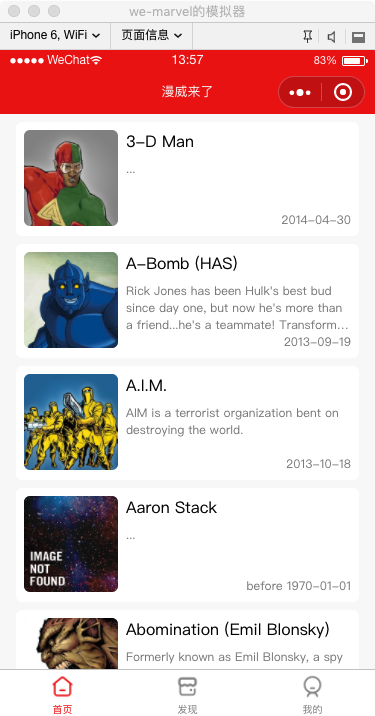 we-marvel的模拟器
iPhone 6, WiFi 页面信息
WeChat 13:57 83%
漫威来了
3-D Man
...
2014-04-30
A-Bomb (HAS)
Rick Jones has been Hulk's best bud
since day one, but now he's more than
a friend...he's a teammate! Transform...
2013-09-19
A.I.M.
AIM is a terrorist organization bent on
destroying the world.
2013-10-18
IMAGE
NOT
FOUND
Aaron Stack
...
before 1970-01-01
Abomination (Emil Blonsky)
Formerly known as Emil Blonsky, a spy
首页 发现 我的